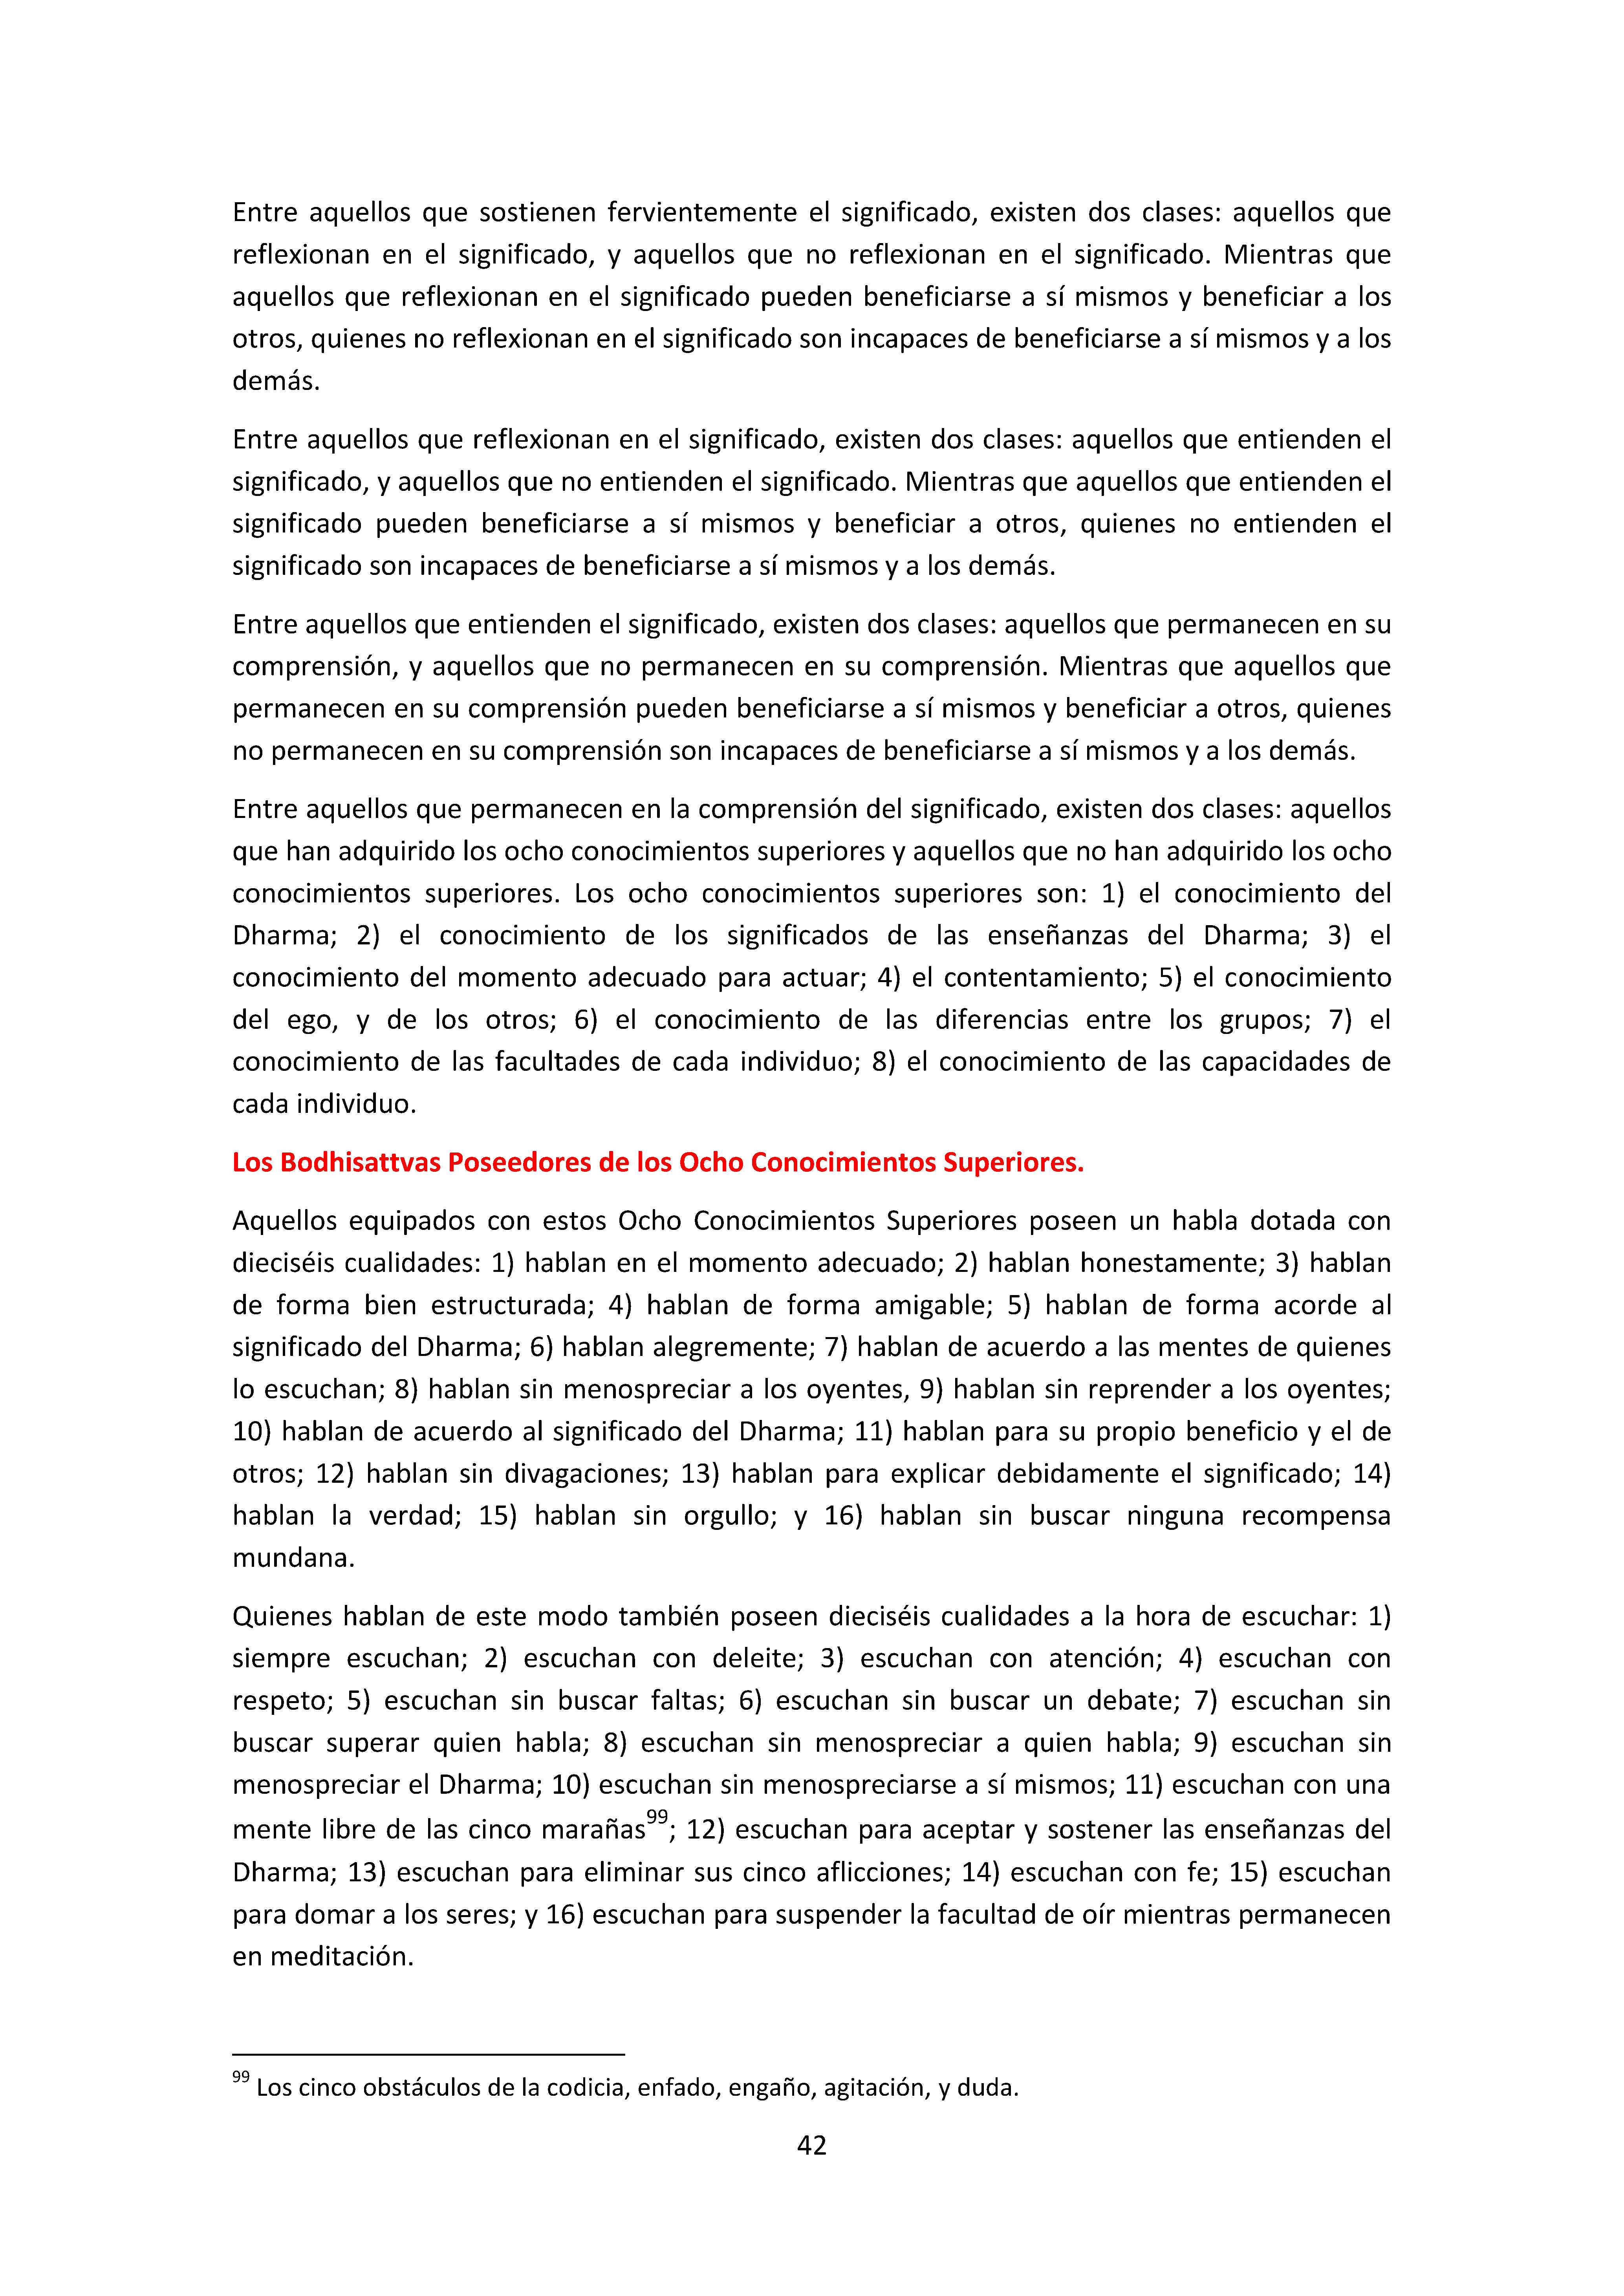 Entre aquellos que sostienen fervientemente el significado, existen dos clases: aquellos que
reflexionan en el significado, y aquellos que no reflexionan en el significado. Mientras que
aquellos que reflexionan en el significado pueden beneficiarse a sí mismos y beneficiar a los
otros, quienes no reflexionan en el significado son incapaces de beneficiarse a sí mismos y a los
demás.
Entre aquellos que reflexionan en el significado, existen dos clases: aquellos que entienden el
significado, y aquellos que no entienden el significado. Mientras que aquellos que entienden el
significado pueden beneficiarse a sí mismos y beneficiar a otros, quienes no entienden el
significado son incapaces de beneficiarse a sí mismos y a los demás.
Entre aquellos que entienden el significado, existen dos clases: aquellos que permanecen en su
comprensión, y aquellos que no permanecen en su comprensión. Mientras que aquellos que
permanecen en su comprensión pueden beneficiarse a sí mismos y beneficiar a otros, quienes
no permanecen en su comprensión son incapaces de beneficiarse a sí mismos y a los demás.
Entre aquellos que permanecen en la comprensión del significado, existen dos clases: aquellos
que han adquirido los ocho conocimientos superiores y aquellos que no han adquirido los ocho
conocimientos superiores. Los ocho conocimientos superiores son: 1) el conocimiento del
Dharma; 2) el conocimiento de los significados de las enseñanzas del Dharma; 3) el
conocimiento del momento adecuado para actuar; 4) el contentamiento; 5) el conocimiento
del ego, y de los otros; 6) el conocimiento de las diferencias entre los grupos; 7) el
conocimiento de las facultades de cada individuo; 8) el conocimiento de las capacidades de
cada individuo.
Los Bodhisattvas Poseedores de los Ocho Conocimientos Superiores.
Aquellos equipados con estos Ocho Conocimientos Superiores poseen un habla dotada con
dieciséis cualidades: 1) hablan en el momento adecuado; 2) hablan honestamente; 3) hablan
de forma bien estructurada; 4) hablan de forma amigable; 5) hablan de forma acorde al
significado del Dharma; 6) hablan alegremente; 7) hablan de acuerdo a las mentes de quienes
lo escuchan; 8) hablan sin menospreciar a los oyentes, 9) hablan sin reprender a los oyentes;
10) hablan de acuerdo al significado del Dharma; 11) hablan para su propio beneficio y el de
otros; 12) hablan sin divagaciones; 13) hablan para explicar debidamente el significado; 14)
hablan la verdad; 15) hablan sin orgullo; y 16) hablan sin buscar ninguna recompensa
mundana.
Quienes hablan de este modo también poseen dieciséis cualidades a la hora de escuchar: 1)
siempre escuchan; 2) escuchan con deleite; 3) escuchan con atención; 4) escuchan con
respeto; 5) escuchan sin buscar faltas; 6) escuchan sin buscar un debate; 7) escuchan sin
buscar superar quien habla; 8) escuchan sin menospreciar a quien habla; 9) escuchan sin
menospreciar el Dharma; 10) escuchan sin menospreciarse a sí mismos; 11) escuchan con una
mente libre de las cinco marañas99; 12) escuchan para aceptar y sostener las enseñanzas del
Dharma; 13) escuchan para eliminar sus cinco aflicciones; 14) escuchan con fe; 15) escuchan
para domar a los seres; y 16) escuchan para suspender la facultad de oír mientras permanecen
en meditación.
99 Los cinco obstáculos de la codicia, enfado, engaño, agitación, y duda.
42